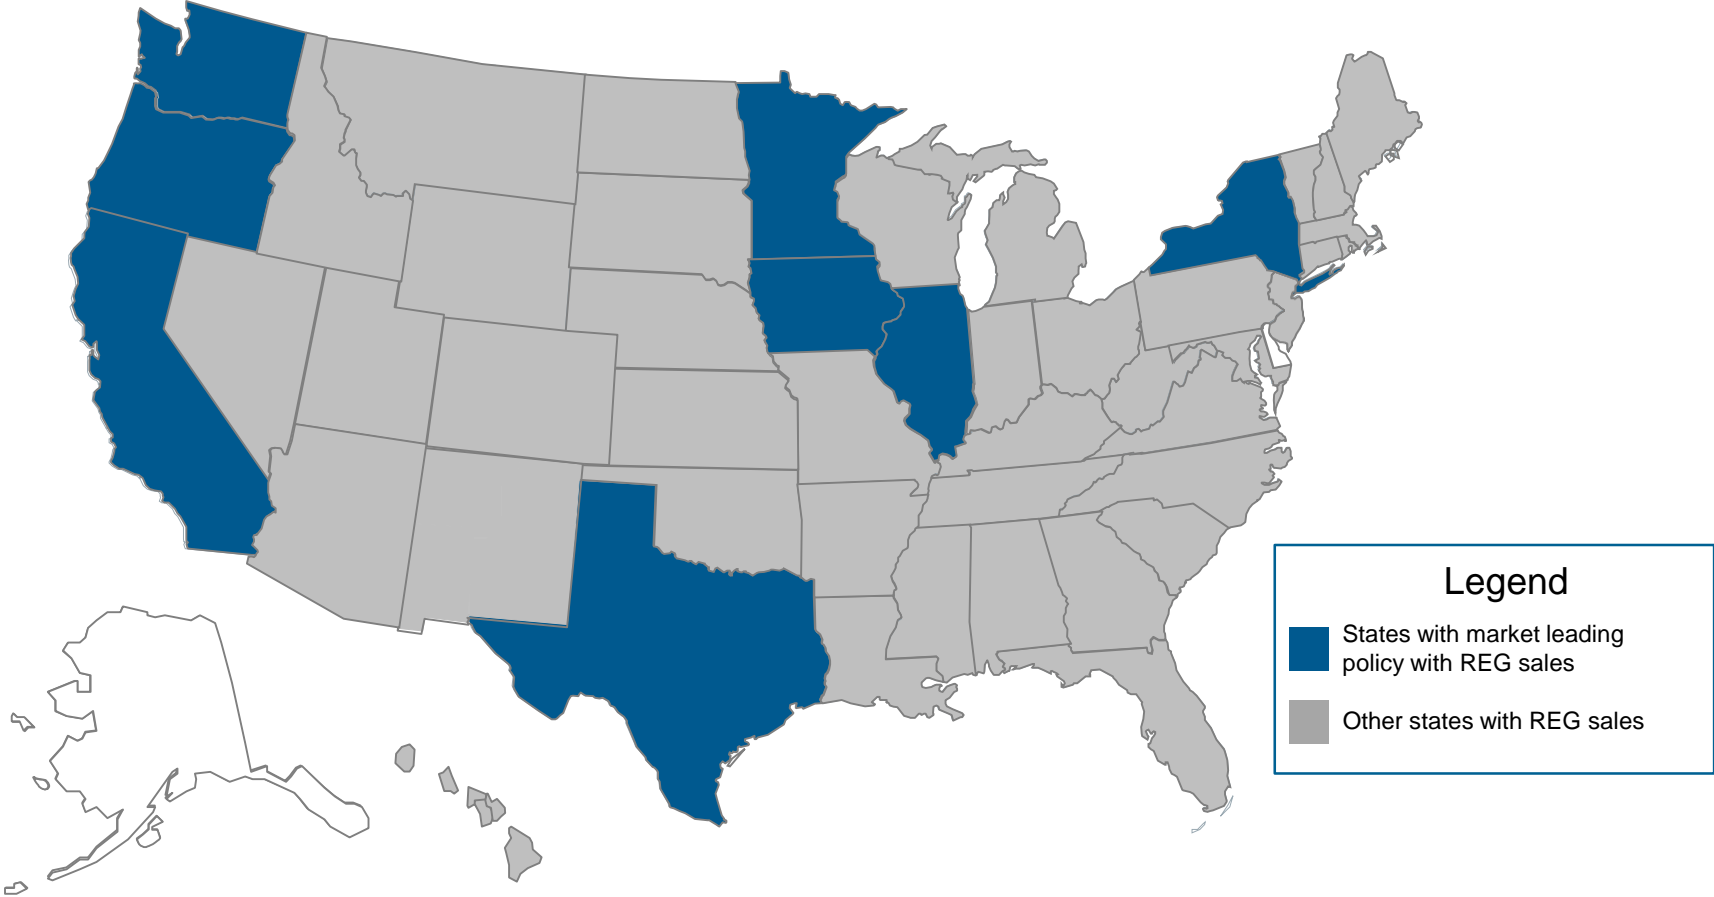 Legend
States with market leading
policy with REG sales
Other states with REG sales